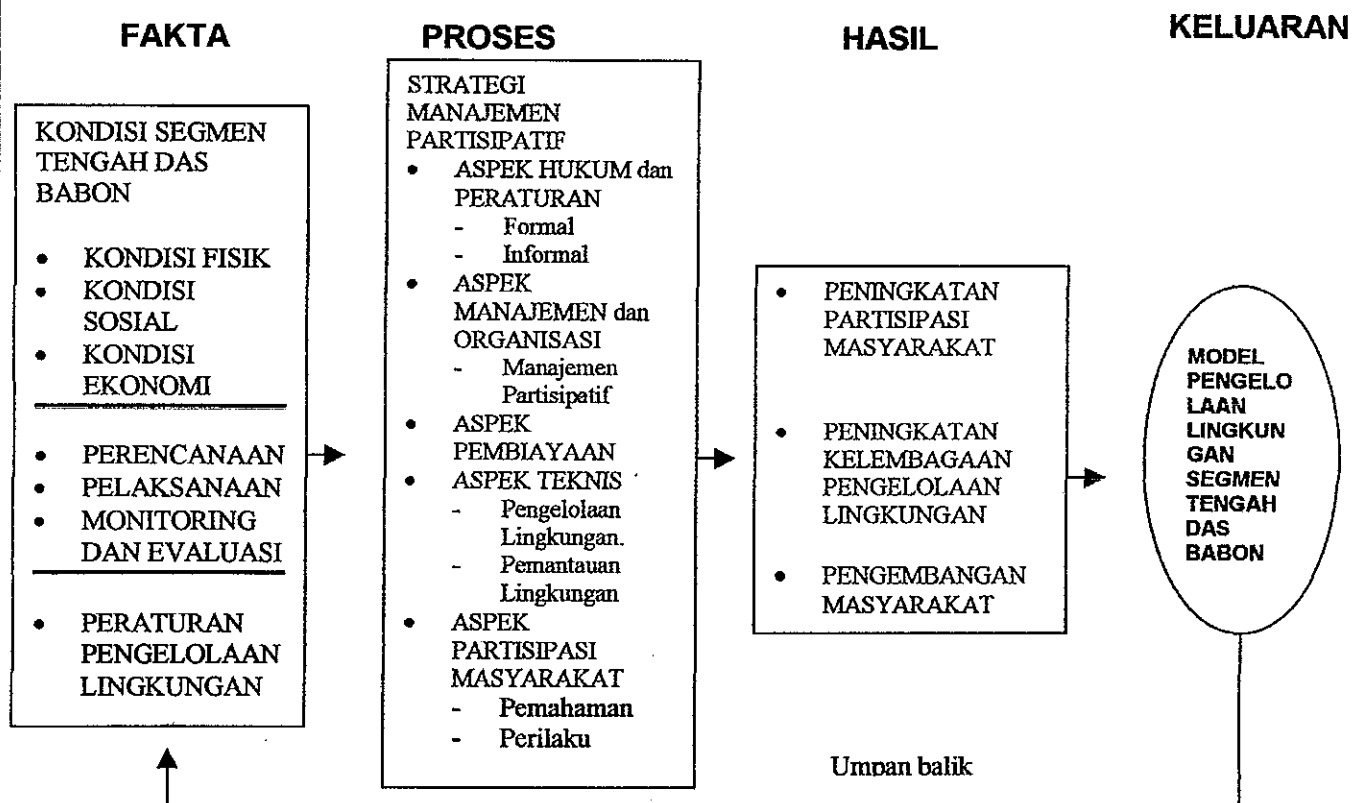 FAKTA
PROSES
HASIL
KELUARAN
KONDISI SEGMEN
TENGAH DAS
BABON
• KONDISI FISIK
• KONDISI
SOSIAL
• KONDISI
EKONOMI
• PERENCANAAN
• PELAKSANAAN
• MONITORING
DAN EVALUASI
• PERATURAN
PENGELOLAAN
LINGKUNGAN
STRATEGI
MANAJEMEN
PARTISIPATIF
• ASPEK HUKUM dan
PERATURAN
- Formal
- Informal
• ASPEK
MANAJEMEN dan
ORGANISASI
- Manajemen
Partisipatif
• ASPEK
PEMBIAYAAN
• ASPEK TEKNIS
- Pengelolaan
Lingkungan.
- Pemantauan
Lingkungan
• ASPEK
PARTISIPASI
MASYARAKAT
- Pemahaman
- Perilaku
• PENINGKATAN
PARTISIPASI
MASYARAKAT
• PENINGKATAN
KELEMBAGAAN
PENGELOLAAN
LINGKUNGAN
• PENGEMBANGAN
MASYARAKAT
MODEL
PENGELO
LAAN
LINGKUN
GAN
SEGMEN
TENGAH
DAS
BABON
Umpan balik